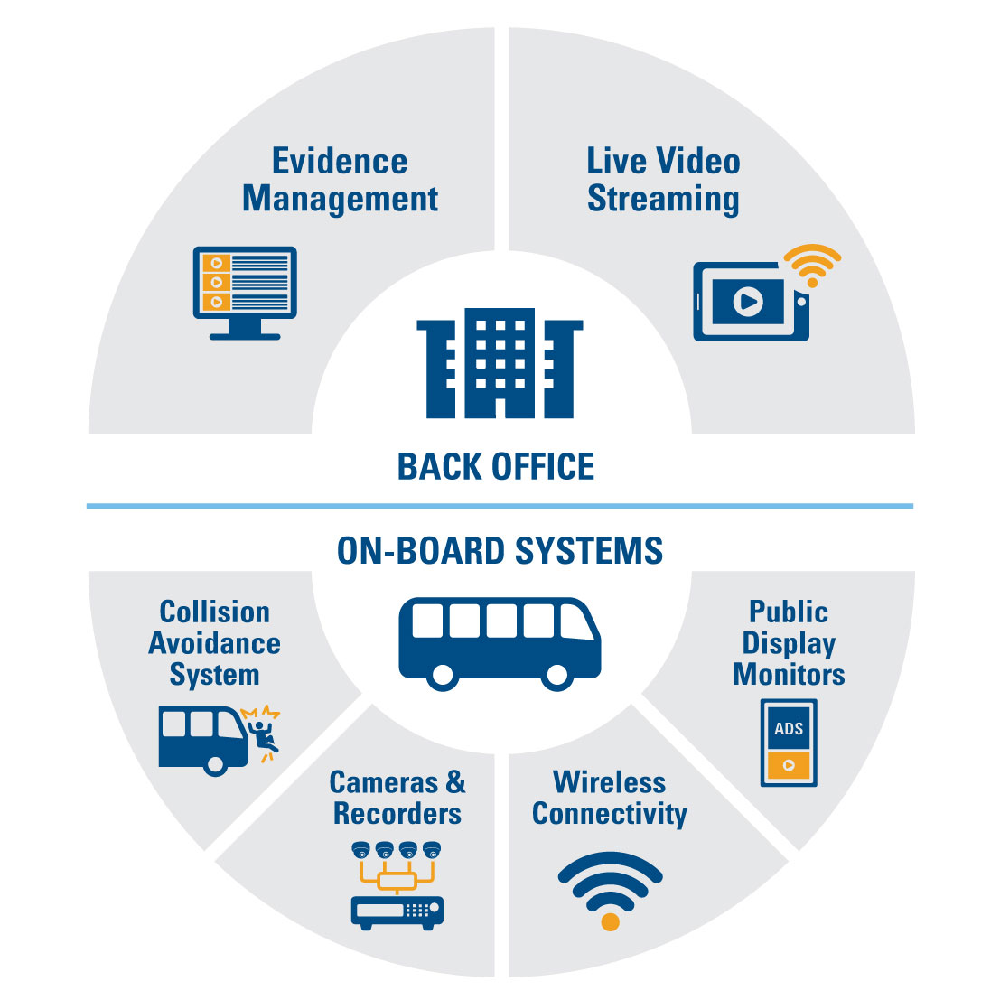 Evidence
Management
Live Video
Streaming
BACK OFFICE
ON-BOARD SYSTEMS
Collision
Avoidance
System
Cameras &
Recorders
Wireless
Connectivity
Public
Display
Monitors
ADS